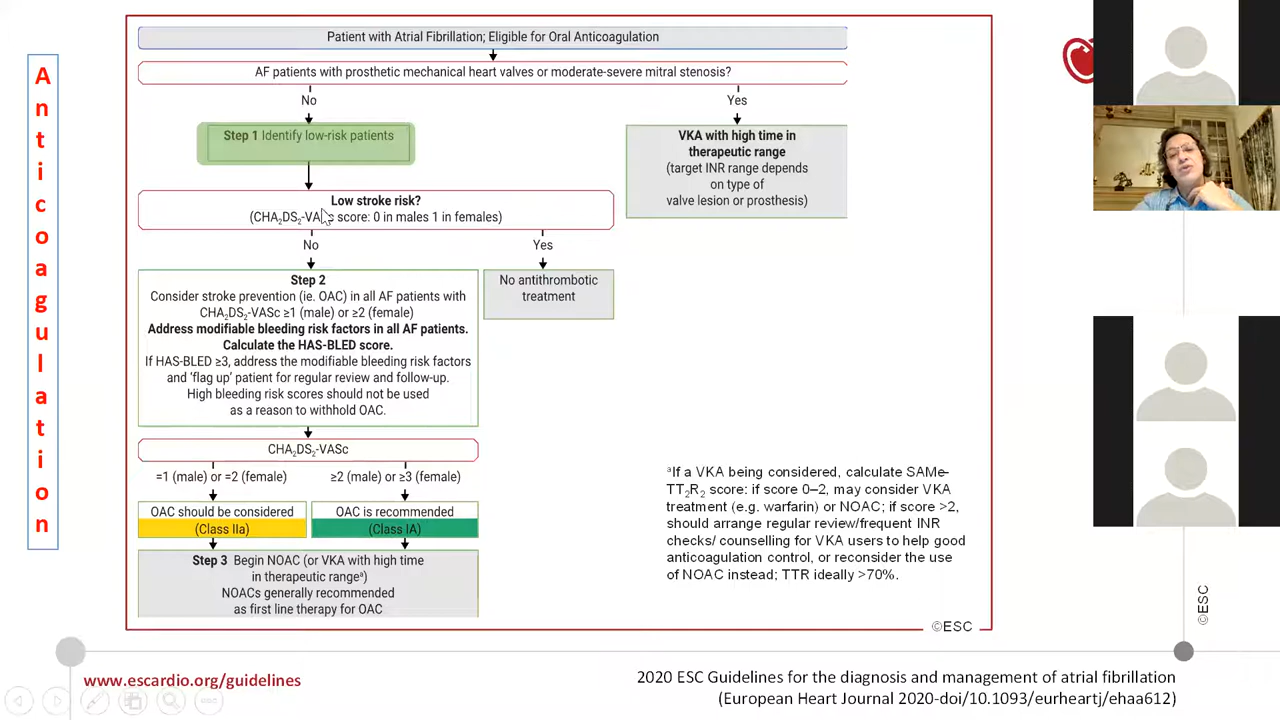 Anticoagulation
Patient with Atrial Fibrillation; Eligible for Oral Anticoagulation
AF patients with prosthetic mechanical heart valves or moderate-severe mitral stenosis?
No
Yes
Step 1 Identify low-risk patients
VKA with high time in
therapeutic range
(target INR range depends
on type of
valve lesion or prosthesis)
Low stroke risk?
(CHA₂DS₂-VASc score: 0 in males 1 in females)
No
Yes
Step 2
Consider stroke prevention (ie. OAC) in all AF patients with
CHA₂DS₂-VASc ≥1 (male) or ≥2 (female)
Address modifiable bleeding risk factors in all AF patients.
Calculate the HAS-BLED score.
If HAS-BLED ≥3, address the modifiable bleeding risk factors
and 'flag up' patient for regular review and follow-up.
High bleeding risk scores should not be used
as a reason to withhold OAC.
No antithrombotic
treatment
CHA₂DS₂-VASc
=1 (male) or =2 (female)
≥2 (male) or ≥3 (female)
OAC should be considered
(Class IIa)
OAC is recommended
(Class IA)
Step 3 Begin NOAC (or VKA with high time
in therapeutic rangeᵃ)
NOACs generally recommended
as first line therapy for OAC
ᵃIf a VKA being considered, calculate SAMe-
TT₂R₂ score: if score 0–2, may consider VKA
treatment (e.g. warfarin) or NOAC; if score >2,
should arrange regular review/frequent INR
checks/ counselling for VKA users to help good
anticoagulation control, or reconsider the use
of NOAC instead; TTR ideally >70%.
©ESC
©ESC
www.escardio.org/guidelines
2020 ESC Guidelines for the diagnosis and management of atrial fibrillation
(European Heart Journal 2020-doi/10.1093/eurheartj/ehaa612)